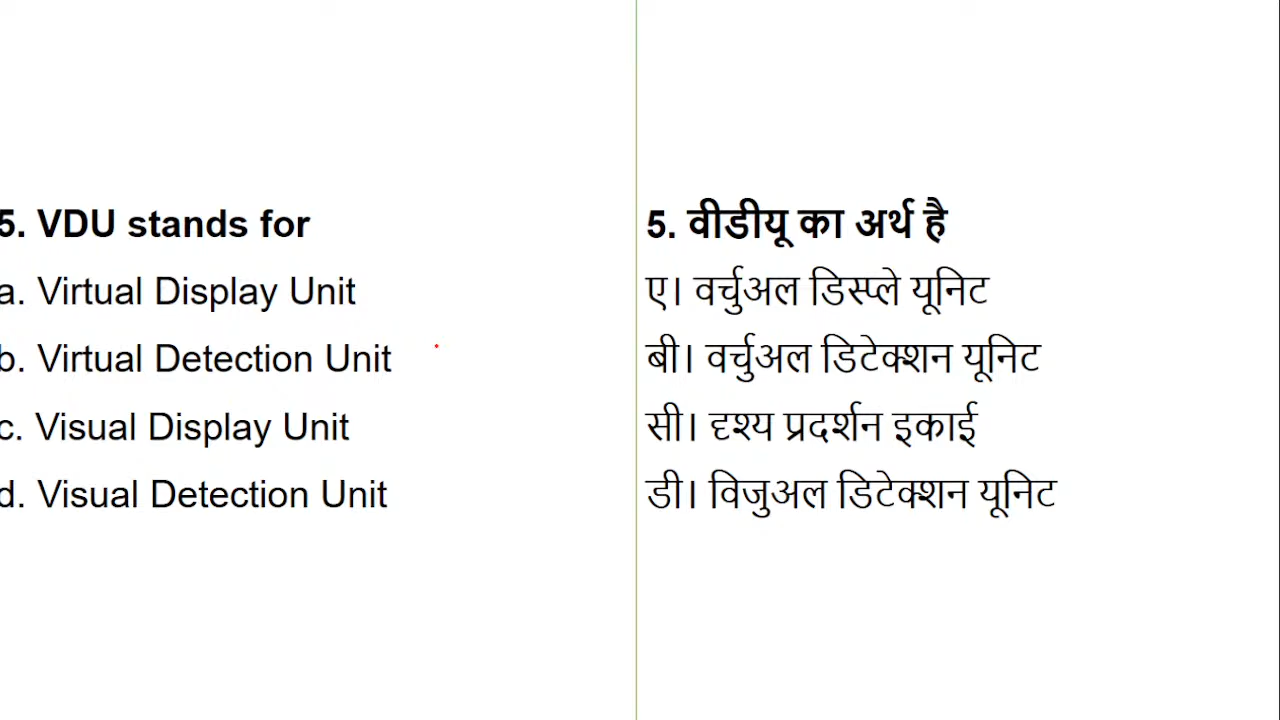 5. VDU stands for
a. Virtual Display Unit
b. Virtual Detection Unit
c. Visual Display Unit
d. Visual Detection Unit
5. वीडीयू का अर्थ है
ए। वर्चुअल डिस्प्ले यूनिट
बी। वर्चुअल डिटेक्शन यूनिट
सी। दृश्य प्रदर्शन इकाई
डी। विजुअल डिटेक्शन यूनिट